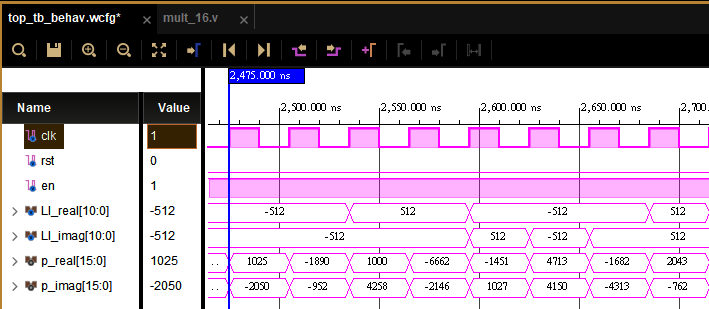 top_tb_behav.wcfg* × mult_16.v ×
2,475.000 ns
2,500.000 ns 2,550.000 ns 2,600.000 ns 2,650.000 ns 2,700
Name Value
clk 1
rst 0
en 1
LI_real[10:0] -512 -512 512 -512 512
LI_imag[10:0] -512 -512 512 -512 512
p_real[15:0] 1025 .. 1025 -1890 1000 -6662 -1451 4713 -1682 2043
p_imag[15:0] -2050 .. -2050 -952 4258 -2146 1027 4150 -4313 -762